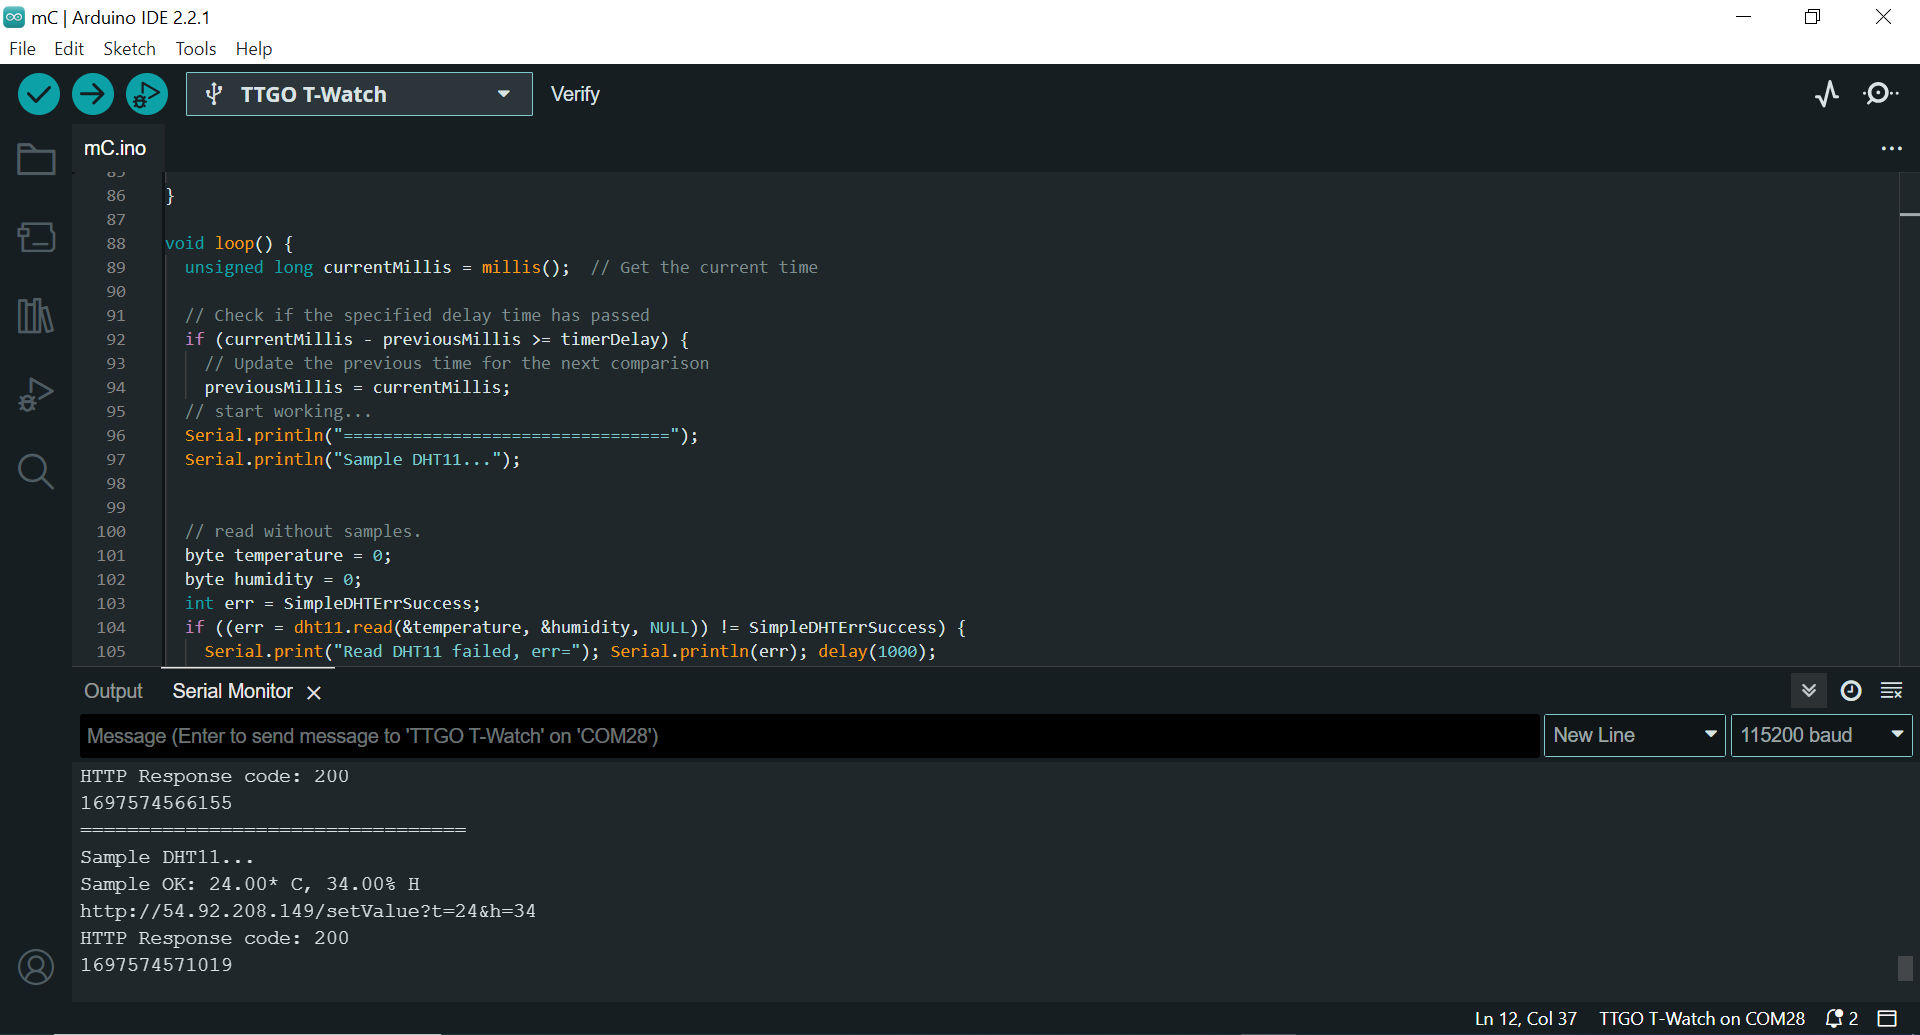 mC | Arduino IDE 2.2.1
File Edit Sketch Tools Help
TTGO T-Watch Verify
mC.ino
85
86 }
87
88 void loop() {
89 unsigned long currentMillis = millis(); // Get the current time
90
91 // Check if the specified delay time has passed
92 if (currentMillis - previousMillis >= timerDelay) {
93 // Update the previous time for the next comparison
94 previousMillis = currentMillis;
95 // start working...
96 Serial.println("=================================");
97 Serial.println("Sample DHT11...");
98
99
100 // read without samples.
101 byte temperature = 0;
102 byte humidity = 0;
103 int err = SimpleDHTErrSuccess;
104 if ((err = dht11.read(&temperature, &humidity, NULL)) != SimpleDHTErrSuccess) {
105 Serial.print("Read DHT11 failed, err="); Serial.println(err); delay(1000);
Output Serial Monitor
Message (Enter to send message to 'TTGO T-Watch' on 'COM28') New Line 115200 baud
HTTP Response code: 200
1697574566155
=================================
Sample DHT11...
Sample OK: 24.00* C, 34.00% H
http://54.92.208.149/setValue?t=24&h=34
HTTP Response code: 200
1697574571019
Ln 12, Col 37 TTGO T-Watch on COM28 2